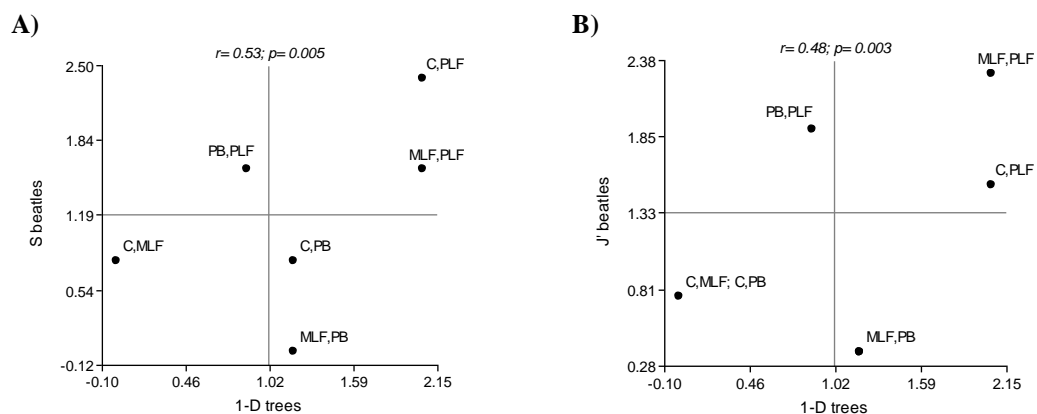 A)
r= 0.53; p= 0.005
2.50
1.84
1.19
0.54
-0.12
S beatles
C,PLF
PB,PLF
MLF,PLF
C,MLF
C,PB
MLF,PB
-0.10 0.46 1.02 1.59 2.15
1-D trees
B)
r= 0.48; p= 0.003
2.38
1.85
1.33
0.81
0.28
J' beatles
MLF,PLF
PB,PLF
C,PLF
C,MLF; C,PB
MLF,PB
-0.10 0.46 1.02 1.59 2.15
1-D trees